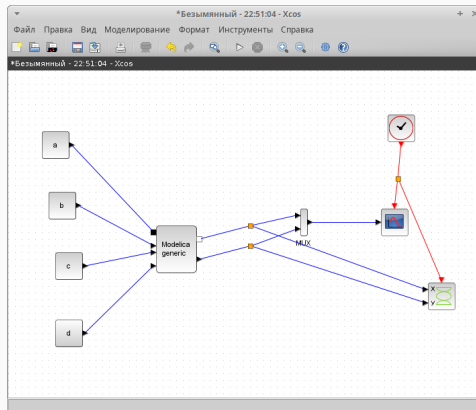 *Безымянный - 22:51:04 - Xcos
Файл Правка Вид Моделирование Формат Инструменты Справка
*Безымянный - 22:51:04 - Xcos
a
b
c
d
Modelica
generic
MUX
X
Y